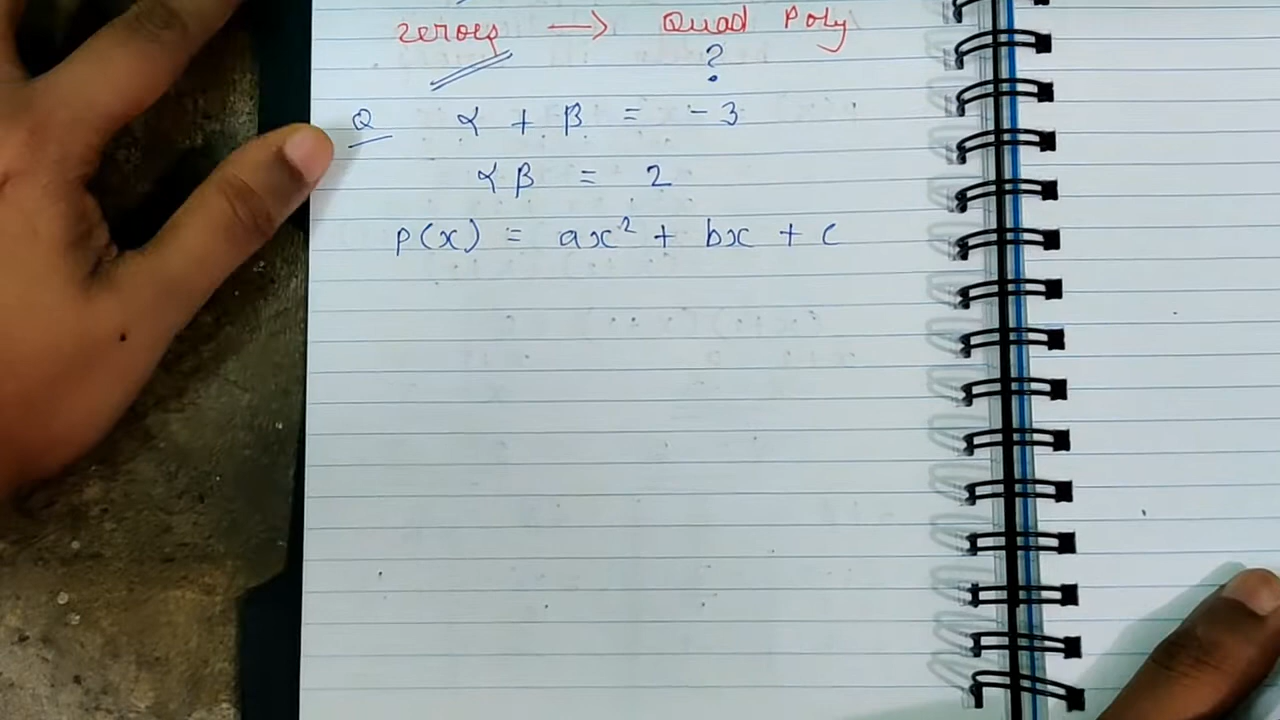 zeroes → Quad Poly
?
Q α + β = -3
αβ = 2
p(x) = ax² + bx + c